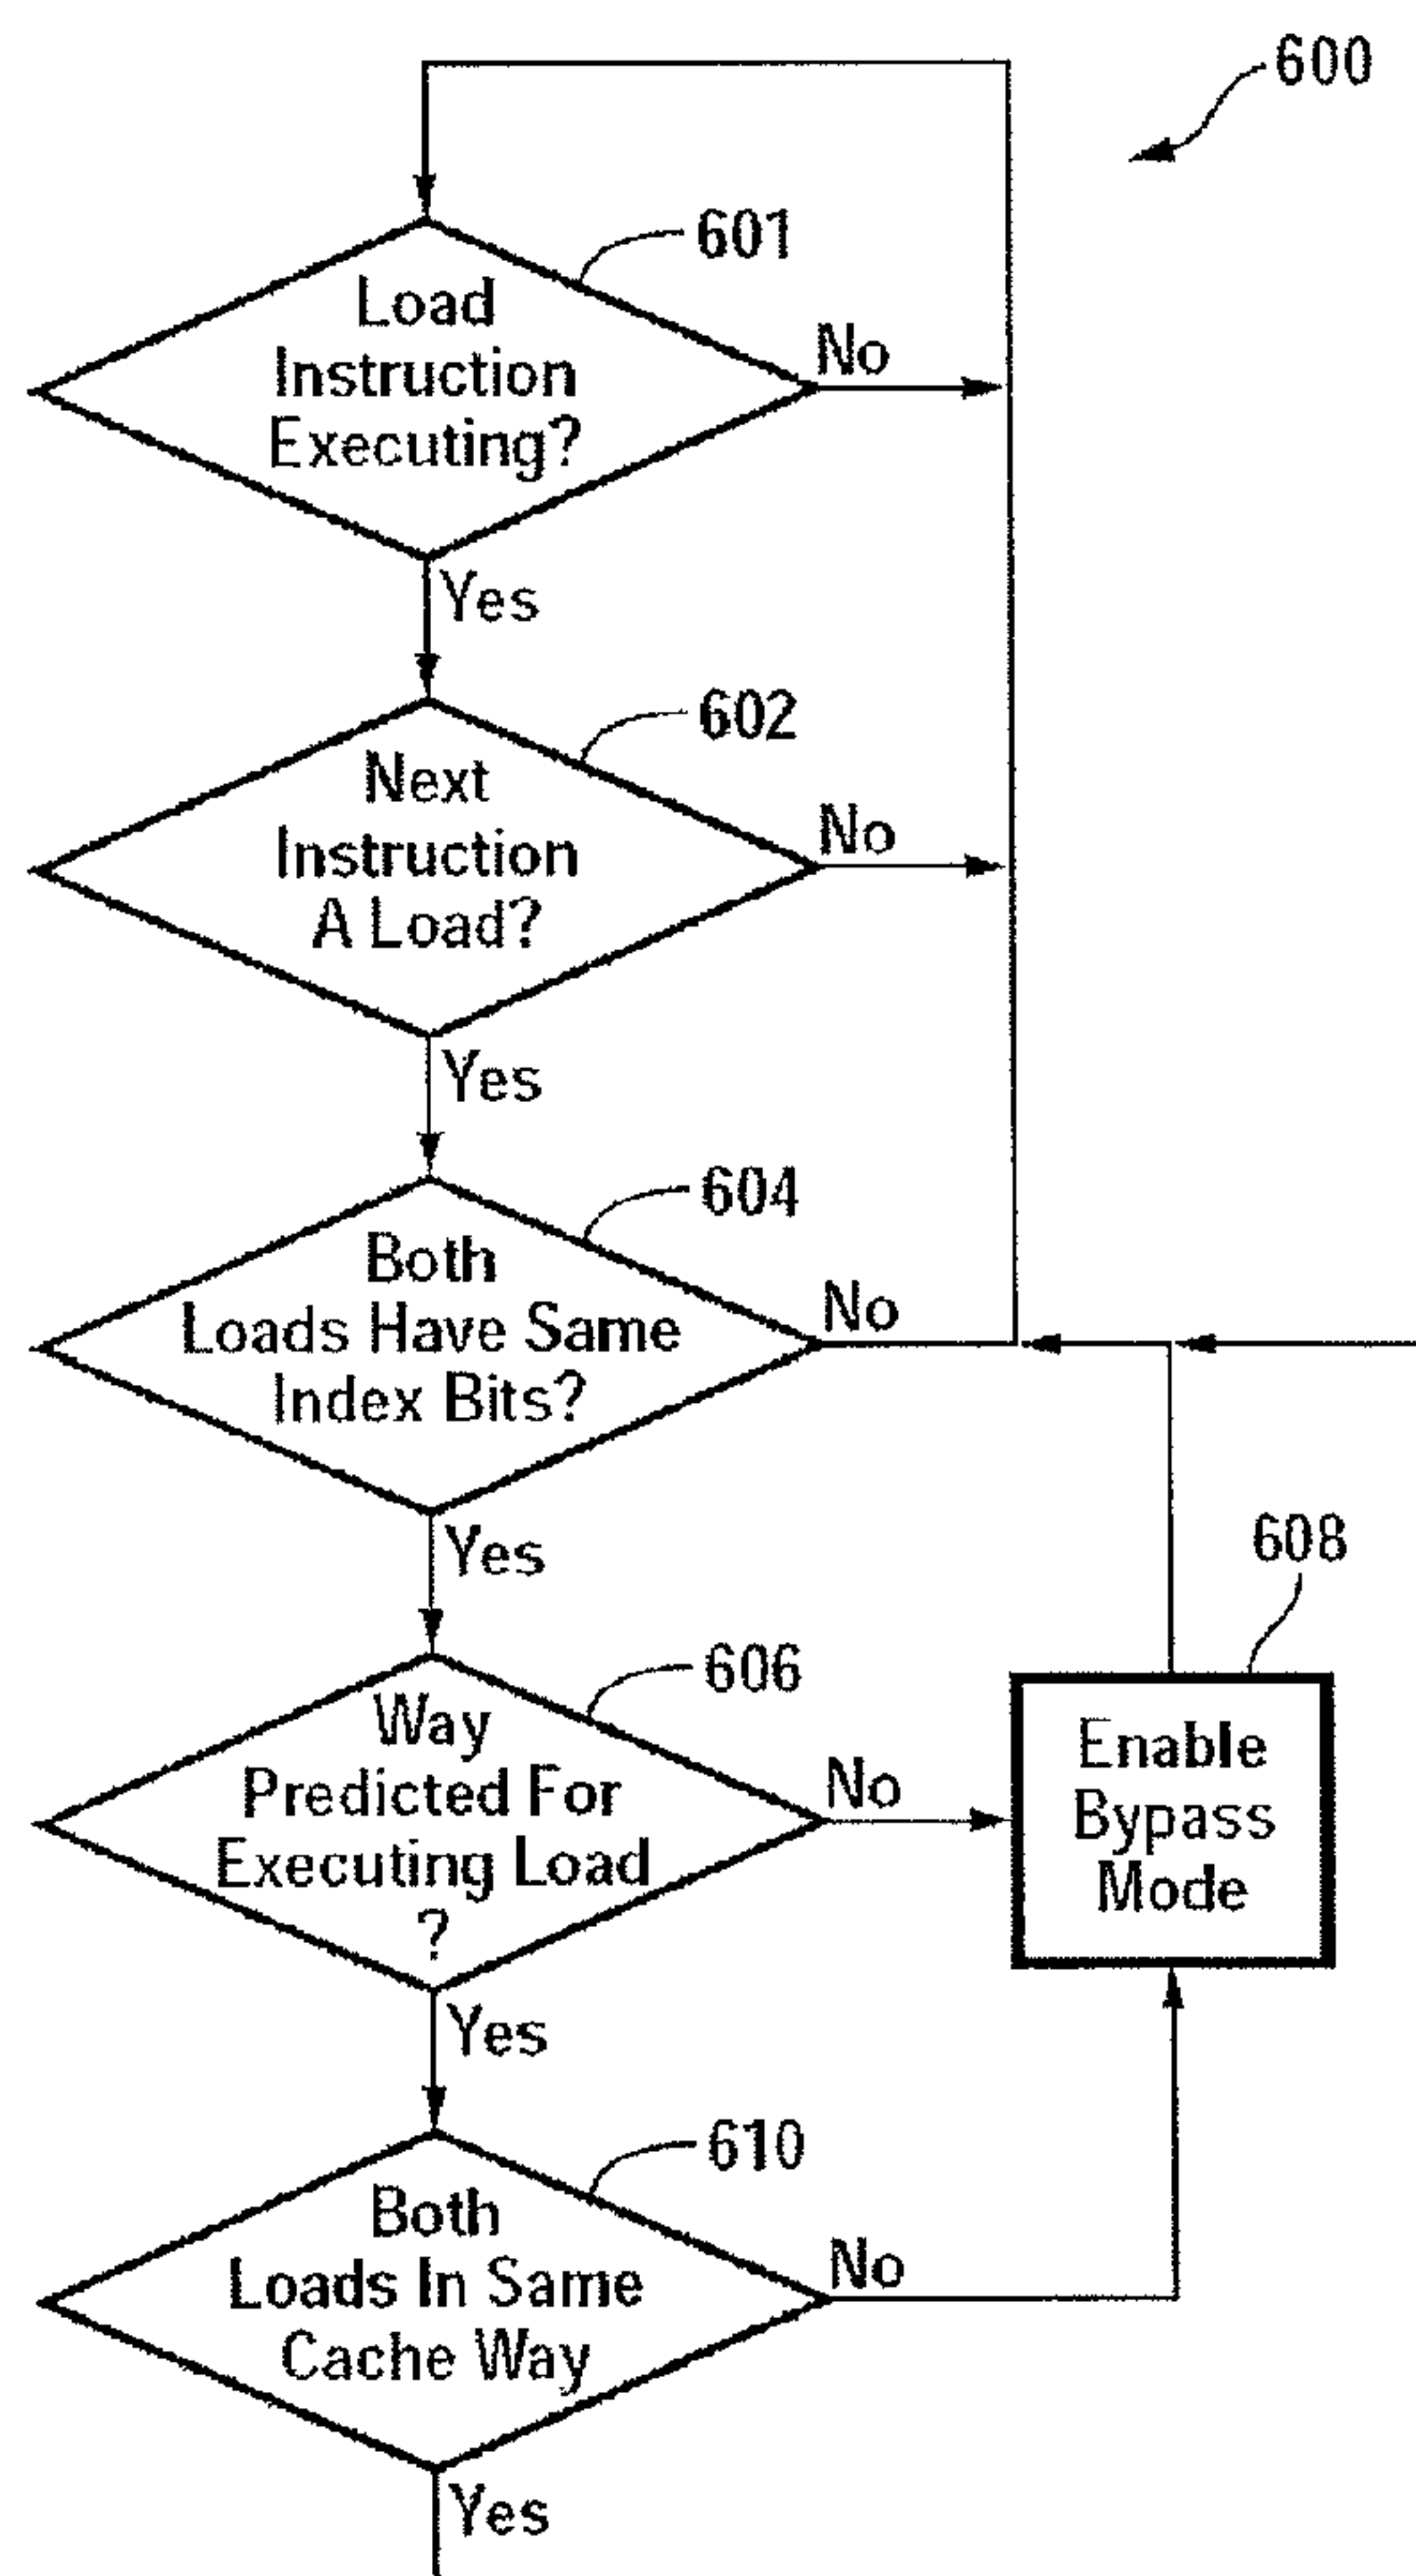 600
601
Load
Instruction
Executing?
No
Yes
602
Next
Instruction
A Load?
No
Yes
604
Both
Loads Have Same
Index Bits?
No
Yes
606
Way
Predicted For
Executing Load
?
No
608
Enable
Bypass
Mode
Yes
610
Both
Loads In Same
Cache Way
No
Yes